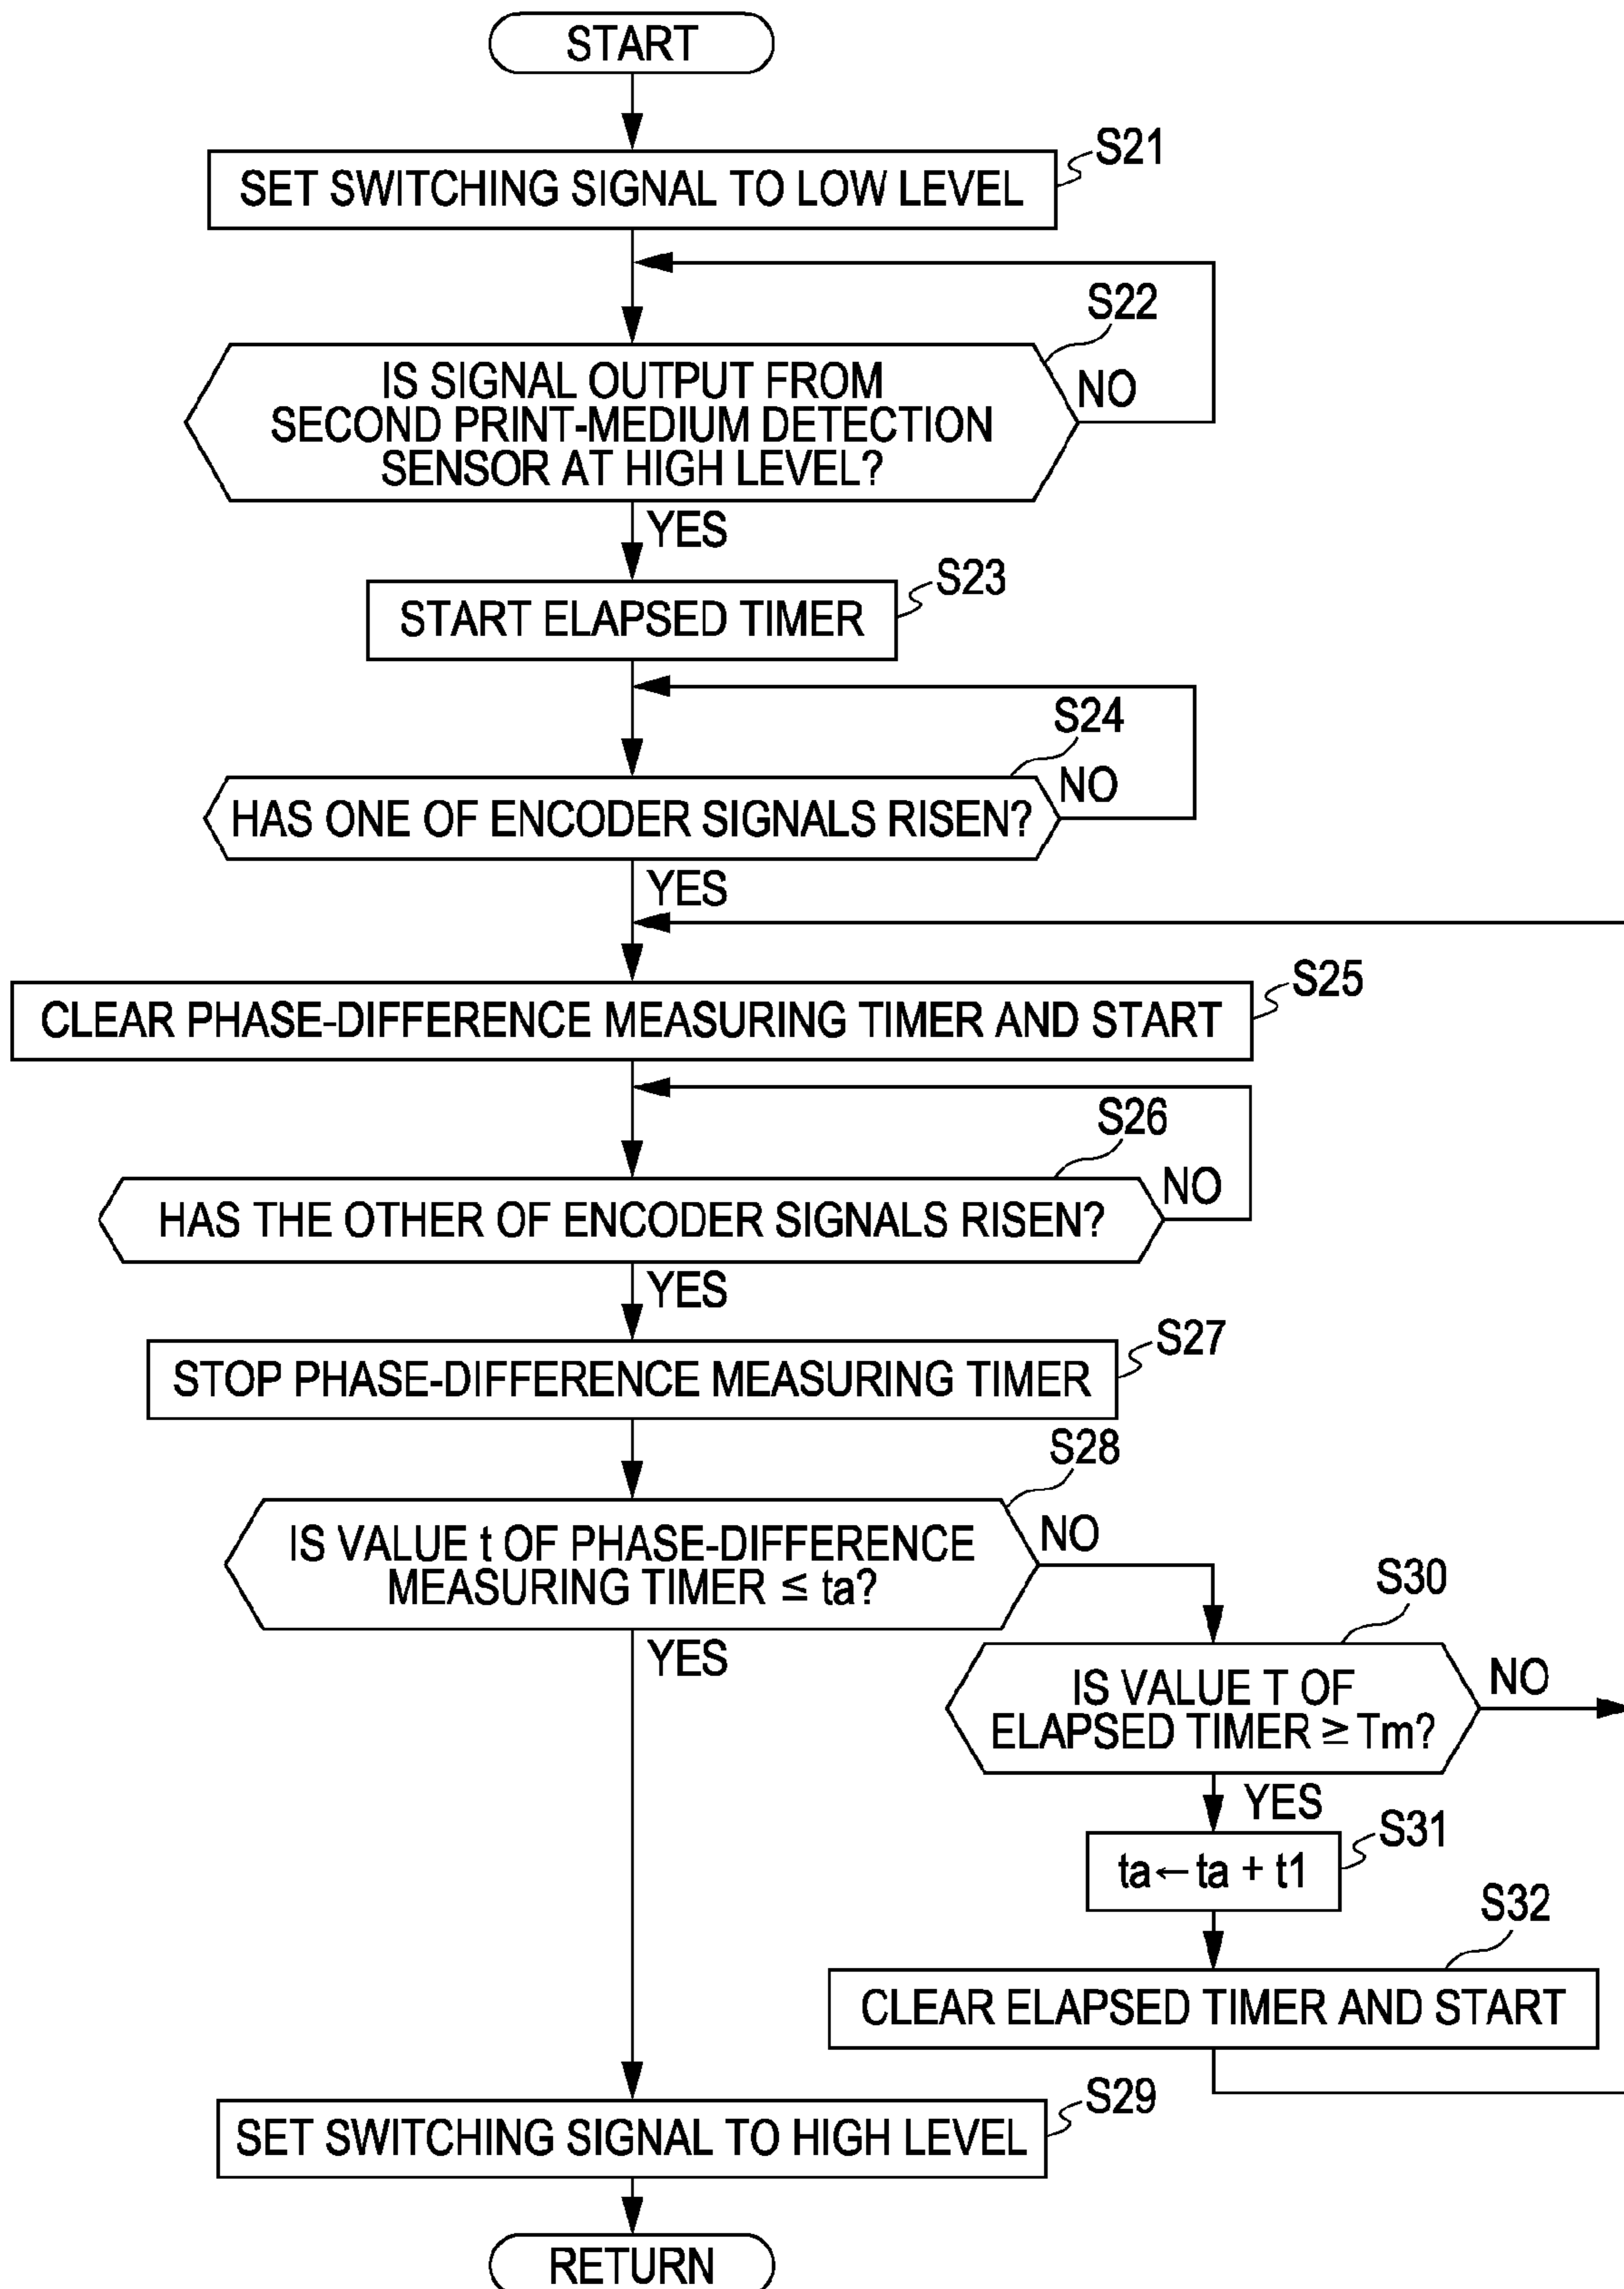 START
S21
SET SWITCHING SIGNAL TO LOW LEVEL
S22
IS SIGNAL OUTPUT FROM
SECOND PRINT-MEDIUM DETECTION
SENSOR AT HIGH LEVEL?
NO
YES
S23
START ELAPSED TIMER
S24
HAS ONE OF ENCODER SIGNALS RISEN?
NO
YES
S25
CLEAR PHASE-DIFFERENCE MEASURING TIMER AND START
S26
HAS THE OTHER OF ENCODER SIGNALS RISEN?
NO
YES
S27
STOP PHASE-DIFFERENCE MEASURING TIMER
S28
IS VALUE t OF PHASE-DIFFERENCE
MEASURING TIMER ≤ ta?
NO
YES
S30
IS VALUE T OF
ELAPSED TIMER ≥ Tm?
NO
YES
S31
ta ← ta + t1
S32
CLEAR ELAPSED TIMER AND START
S29
SET SWITCHING SIGNAL TO HIGH LEVEL
RETURN